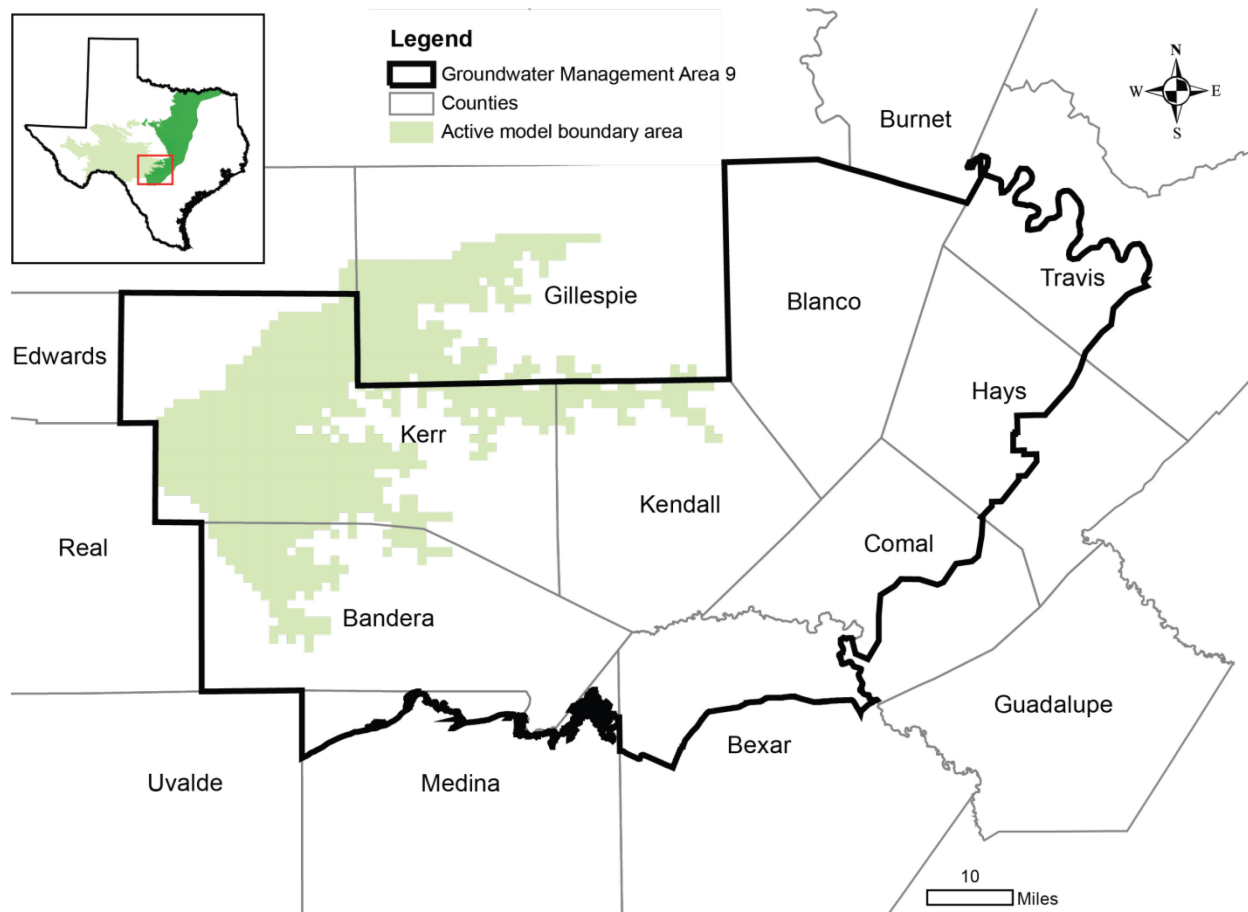 Legend
Groundwater Management Area 9
Counties
Active model boundary area
N
W E
S
Burnet
Travis
Gillespie
Blanco
Edwards
Hays
Kerr
Kendall
Real
Comal
Bandera
Guadalupe
Bexar
Uvalde
Medina
10
Miles